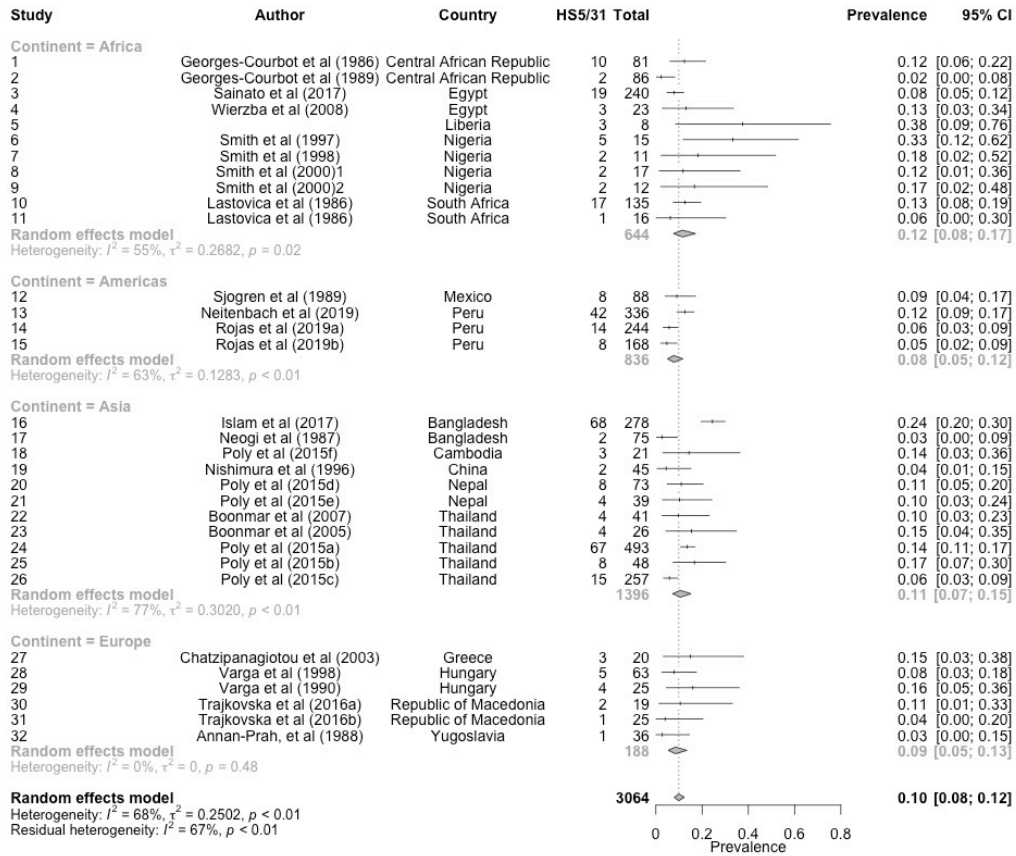 Study Author Country HS5/31 Total Prevalence 95% CI
Continent = Africa
1 Georges-Courbot et al (1986) Central African Republic 10 81 0.12 [0.06; 0.22]
2 Georges-Courbot et al (1989) Central African Republic 2 86 0.02 [0.00; 0.08]
3 Sainato et al (2017) Egypt 19 240 0.08 [0.05; 0.12]
4 Wierzba et al (2008) Egypt 3 23 0.13 [0.03; 0.34]
5 Liberia 3 8 0.38 [0.09; 0.76]
6 Smith et al (1997) Nigeria 5 15 0.33 [0.12; 0.62]
7 Smith et al (1998) Nigeria 2 11 0.18 [0.02; 0.52]
8 Smith et al (2000)1 Nigeria 2 17 0.12 [0.01; 0.36]
9 Smith et al (2000)2 Nigeria 2 12 0.17 [0.02; 0.48]
10 Lastovica et al (1986) South Africa 17 135 0.13 [0.08; 0.19]
11 Lastovica et al (1986) South Africa 1 16 0.06 [0.00; 0.30]
Random effects model 644 0.12 [0.08; 0.17]
Heterogeneity: I² = 55%, τ² = 0.2682, p = 0.02
Continent = Americas
12 Sjogren et al (1989) Mexico 8 88 0.09 [0.04; 0.17]
13 Neitenbach et al (2019) Peru 42 336 0.12 [0.09; 0.17]
14 Rojas et al (2019a) Peru 14 244 0.06 [0.03; 0.09]
15 Rojas et al (2019b) Peru 8 168 0.05 [0.02; 0.09]
Random effects model 836 0.08 [0.05; 0.12]
Heterogeneity: I² = 63%, τ² = 0.1283, p < 0.01
Continent = Asia
16 Islam et al (2017) Bangladesh 68 278 0.24 [0.20; 0.30]
17 Neogi et al (1987) Bangladesh 2 75 0.03 [0.00; 0.09]
18 Poly et al (2015f) Cambodia 3 21 0.14 [0.03; 0.36]
19 Nishimura et al (1996) China 2 45 0.04 [0.01; 0.15]
20 Poly et al (2015d) Nepal 8 73 0.11 [0.05; 0.20]
21 Poly et al (2015e) Nepal 4 39 0.10 [0.03; 0.24]
22 Boonmar et al (2007) Thailand 4 41 0.10 [0.03; 0.23]
23 Boonmar et al (2005) Thailand 4 26 0.15 [0.04; 0.35]
24 Poly et al (2015a) Thailand 67 493 0.14 [0.11; 0.17]
25 Poly et al (2015b) Thailand 8 48 0.17 [0.07; 0.30]
26 Poly et al (2015c) Thailand 15 257 0.06 [0.03; 0.09]
Random effects model 1396 0.11 [0.07; 0.15]
Heterogeneity: I² = 77%, τ² = 0.3020, p < 0.01
Continent = Europe
27 Chatzipanagiotou et al (2003) Greece 3 20 0.15 [0.03; 0.38]
28 Varga et al (1998) Hungary 5 63 0.08 [0.03; 0.18]
29 Varga et al (1990) Hungary 4 25 0.16 [0.05; 0.36]
30 Trajkovska et al (2016a) Republic of Macedonia 2 19 0.11 [0.01; 0.33]
31 Trajkovska et al (2016b) Republic of Macedonia 1 25 0.04 [0.00; 0.20]
32 Annan-Prah, et al (1988) Yugoslavia 1 36 0.03 [0.00; 0.15]
Random effects model 188 0.09 [0.05; 0.13]
Heterogeneity: I² = 0%, τ² = 0, p = 0.48
Random effects model 3064 0.10 [0.08; 0.12]
Heterogeneity: I² = 68%, τ² = 0.2502, p < 0.01
Residual heterogeneity: I² = 67%, p < 0.01
0 0.2 0.4 0.6 0.8
Prevalence